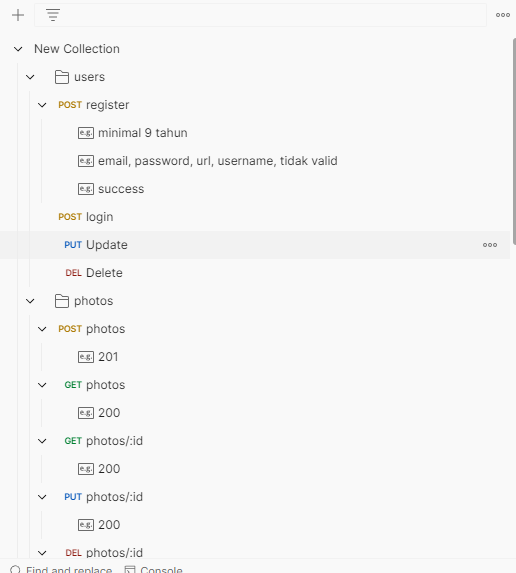 New Collection
users
POST register
e.g. minimal 9 tahun
e.g. email, password, url, username, tidak valid
e.g. success
POST login
PUT Update
DEL Delete
photos
POST photos
e.g. 201
GET photos
e.g. 200
GET photos/:id
e.g. 200
PUT photos/:id
e.g. 200
DEL photos/:id
Find and replace Console